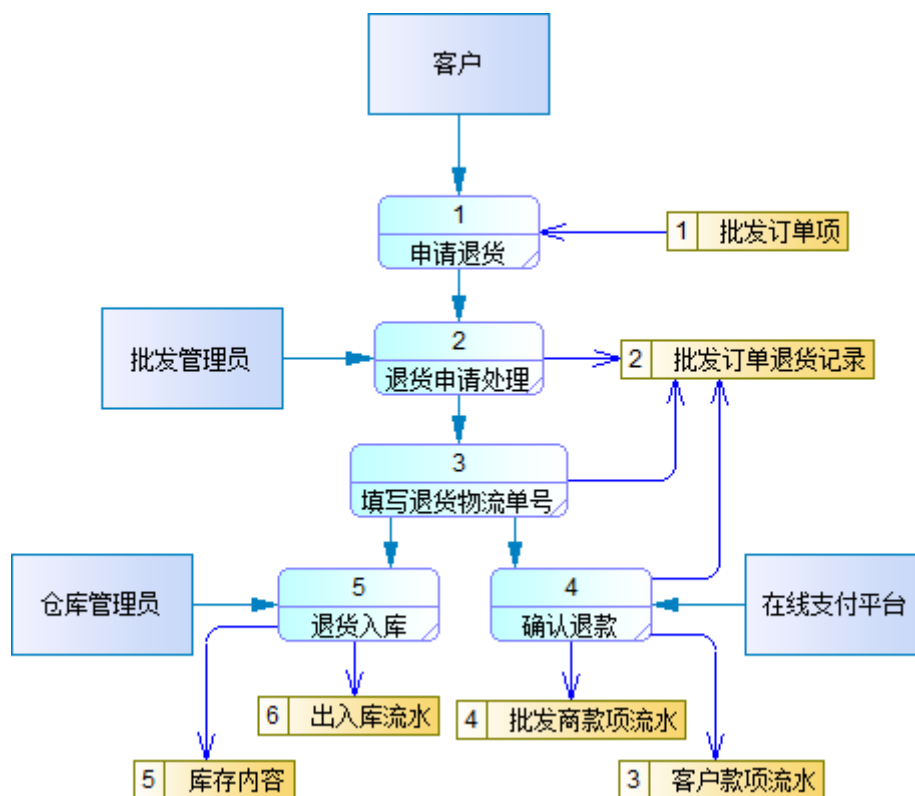 客户
1
申请退货
1 批发订单项
批发管理员
2
退货申请处理
2 批发订单退货记录
3
填写退货物流单号
仓库管理员
5
退货入库
4
确认退款
在线支付平台
6 出入库流水
4 批发商款项流水
5 库存内容
3 客户款项流水